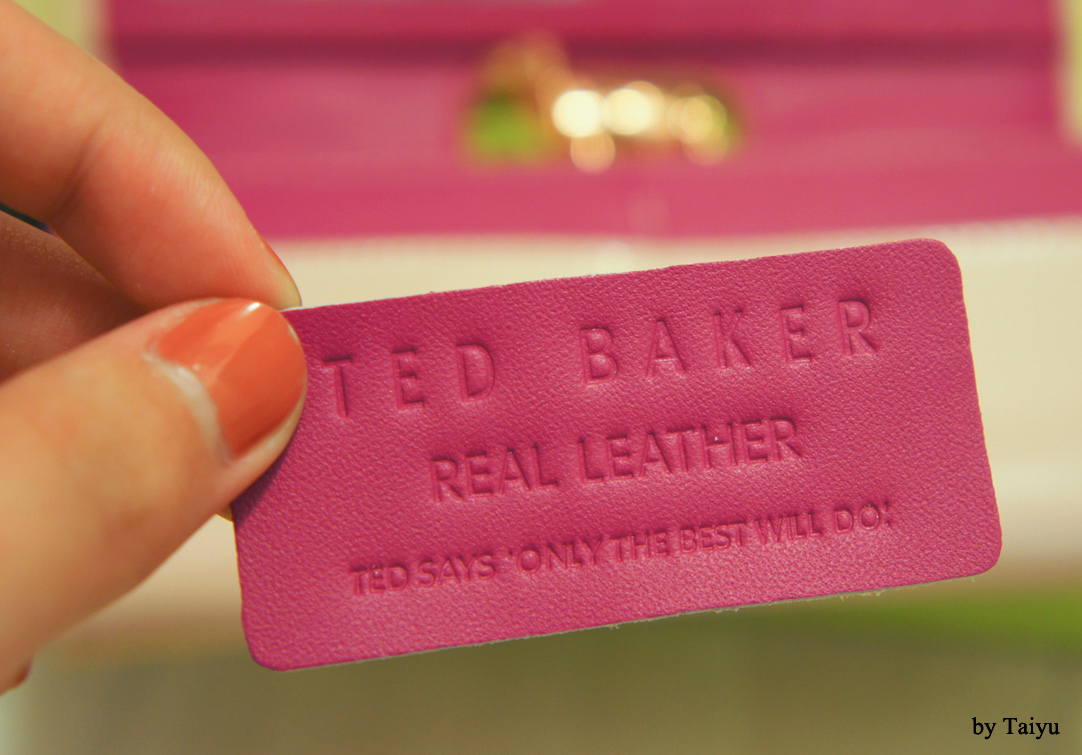 TED BAKER
REAL LEATHER
TED SAYS 'ONLY THE BEST WILL DO'.
by Taiyu